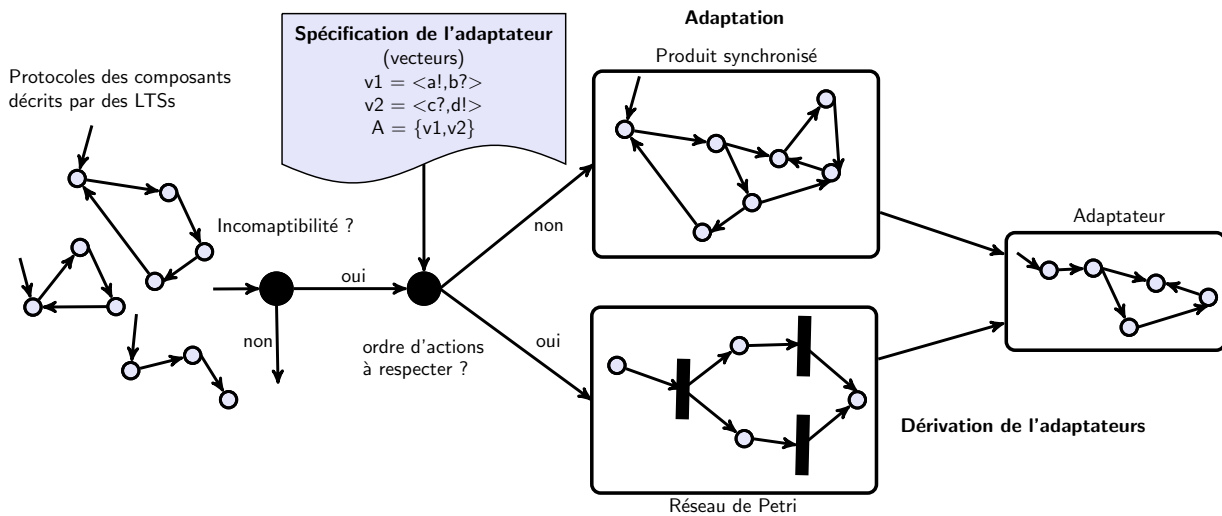 Adaptation
Spécification de l'adaptateur
(vecteurs)
v1 = <a!,b?>
v2 = <c?,d!>
A = {v1,v2}
Protocoles des composants
décrits par des LTSs
Produit synchronisé
Incomaptibilité ?
non
Adaptateur
oui
non
ordre d'actions
à respecter ?
oui
Dérivation de l'adaptateurs
Réseau de Petri